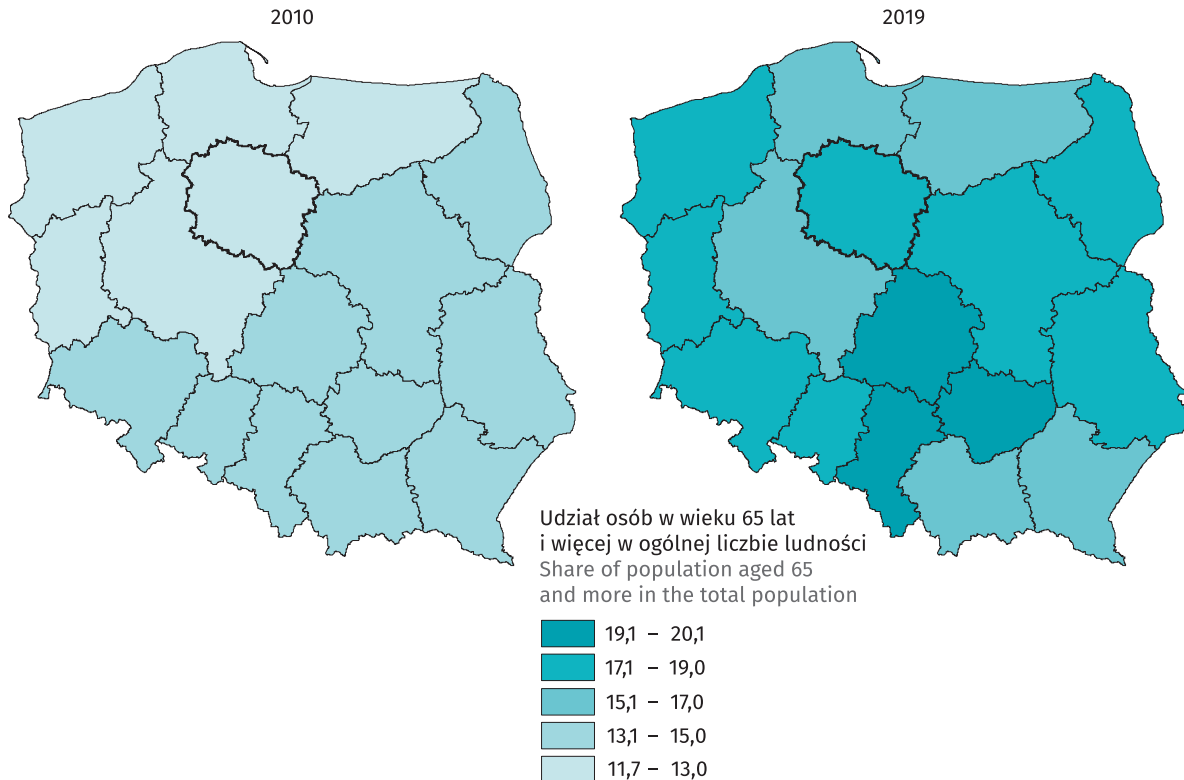 2010
2019
Udział osób w wieku 65 lat
i więcej w ogólnej liczbie ludności
Share of population aged 65
and more in the total population
19,1 – 20,1
17,1 – 19,0
15,1 – 17,0
13,1 – 15,0
11,7 – 13,0